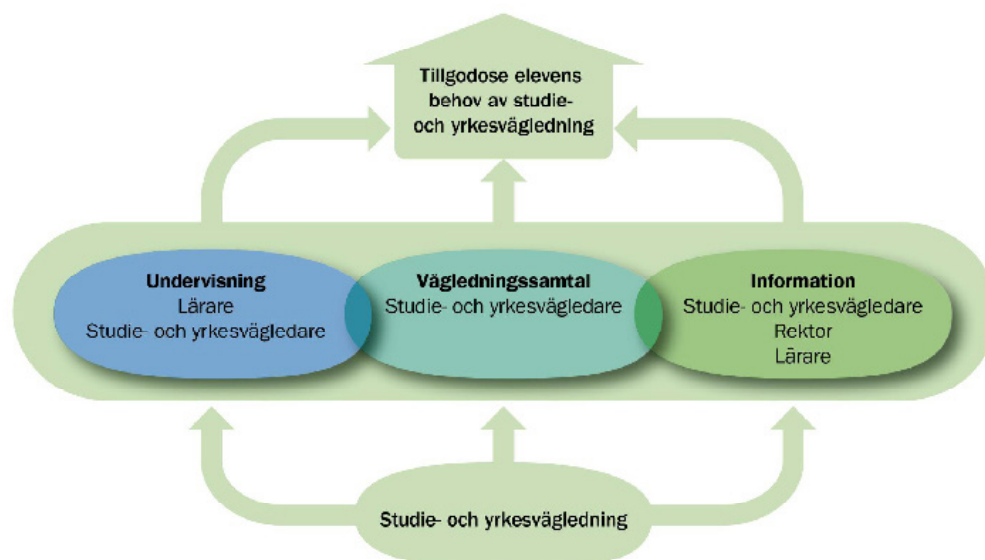 Tillgodose elevens
behov av studie-
och yrkesvägledning
Undervisning
Lärare
Studie- och yrkesvägledare
Vägledningssamtal
Studie- och yrkesvägledare
Information
Studie- och yrkesvägledare
Rektor
Lärare
Studie- och yrkesvägledning